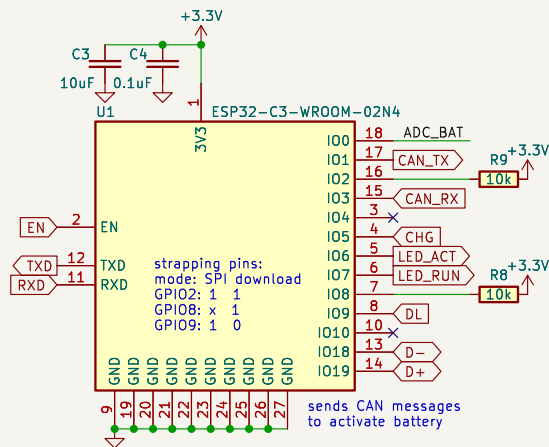 +3.3V
C3 C4
10uF 0.1uF
U1 ESP32-C3-WROOM-02N4
1
3V3
IO0 18 ADC_BAT
IO1 17 CAN_TX
IO2 16 R9 10k +3.3V
IO3 15 CAN_RX
IO4 3
EN 2 EN
IO5 4 CHG
IO6 5 LED_ACT
TXD 12 TXD
IO7 6 LED_RUN
RXD 11 RXD
IO8 7 R8 10k +3.3V
IO9 8 DL
IO10 10
IO18 13 D-
IO19 14 D+
strapping pins:
mode: SPI download
GPIO2: 1 1
GPIO8: x 1
GPIO9: 1 0
GND GND GND GND GND GND GND GND GND GND
9 19 20 21 22 23 24 25 26 27
sends CAN messages
to activate battery